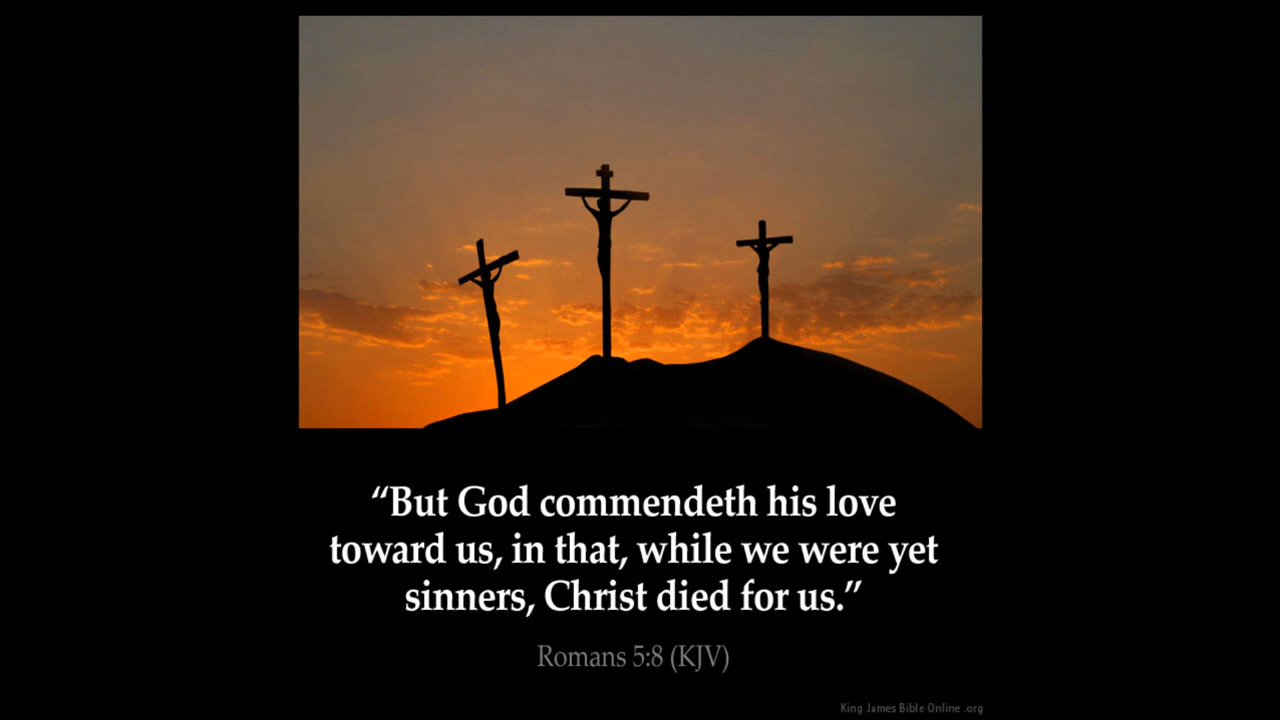 “But God commendeth his love
toward us, in that, while we were yet
sinners, Christ died for us.”
Romans 5:8 (KJV)
King James Bible Online .org